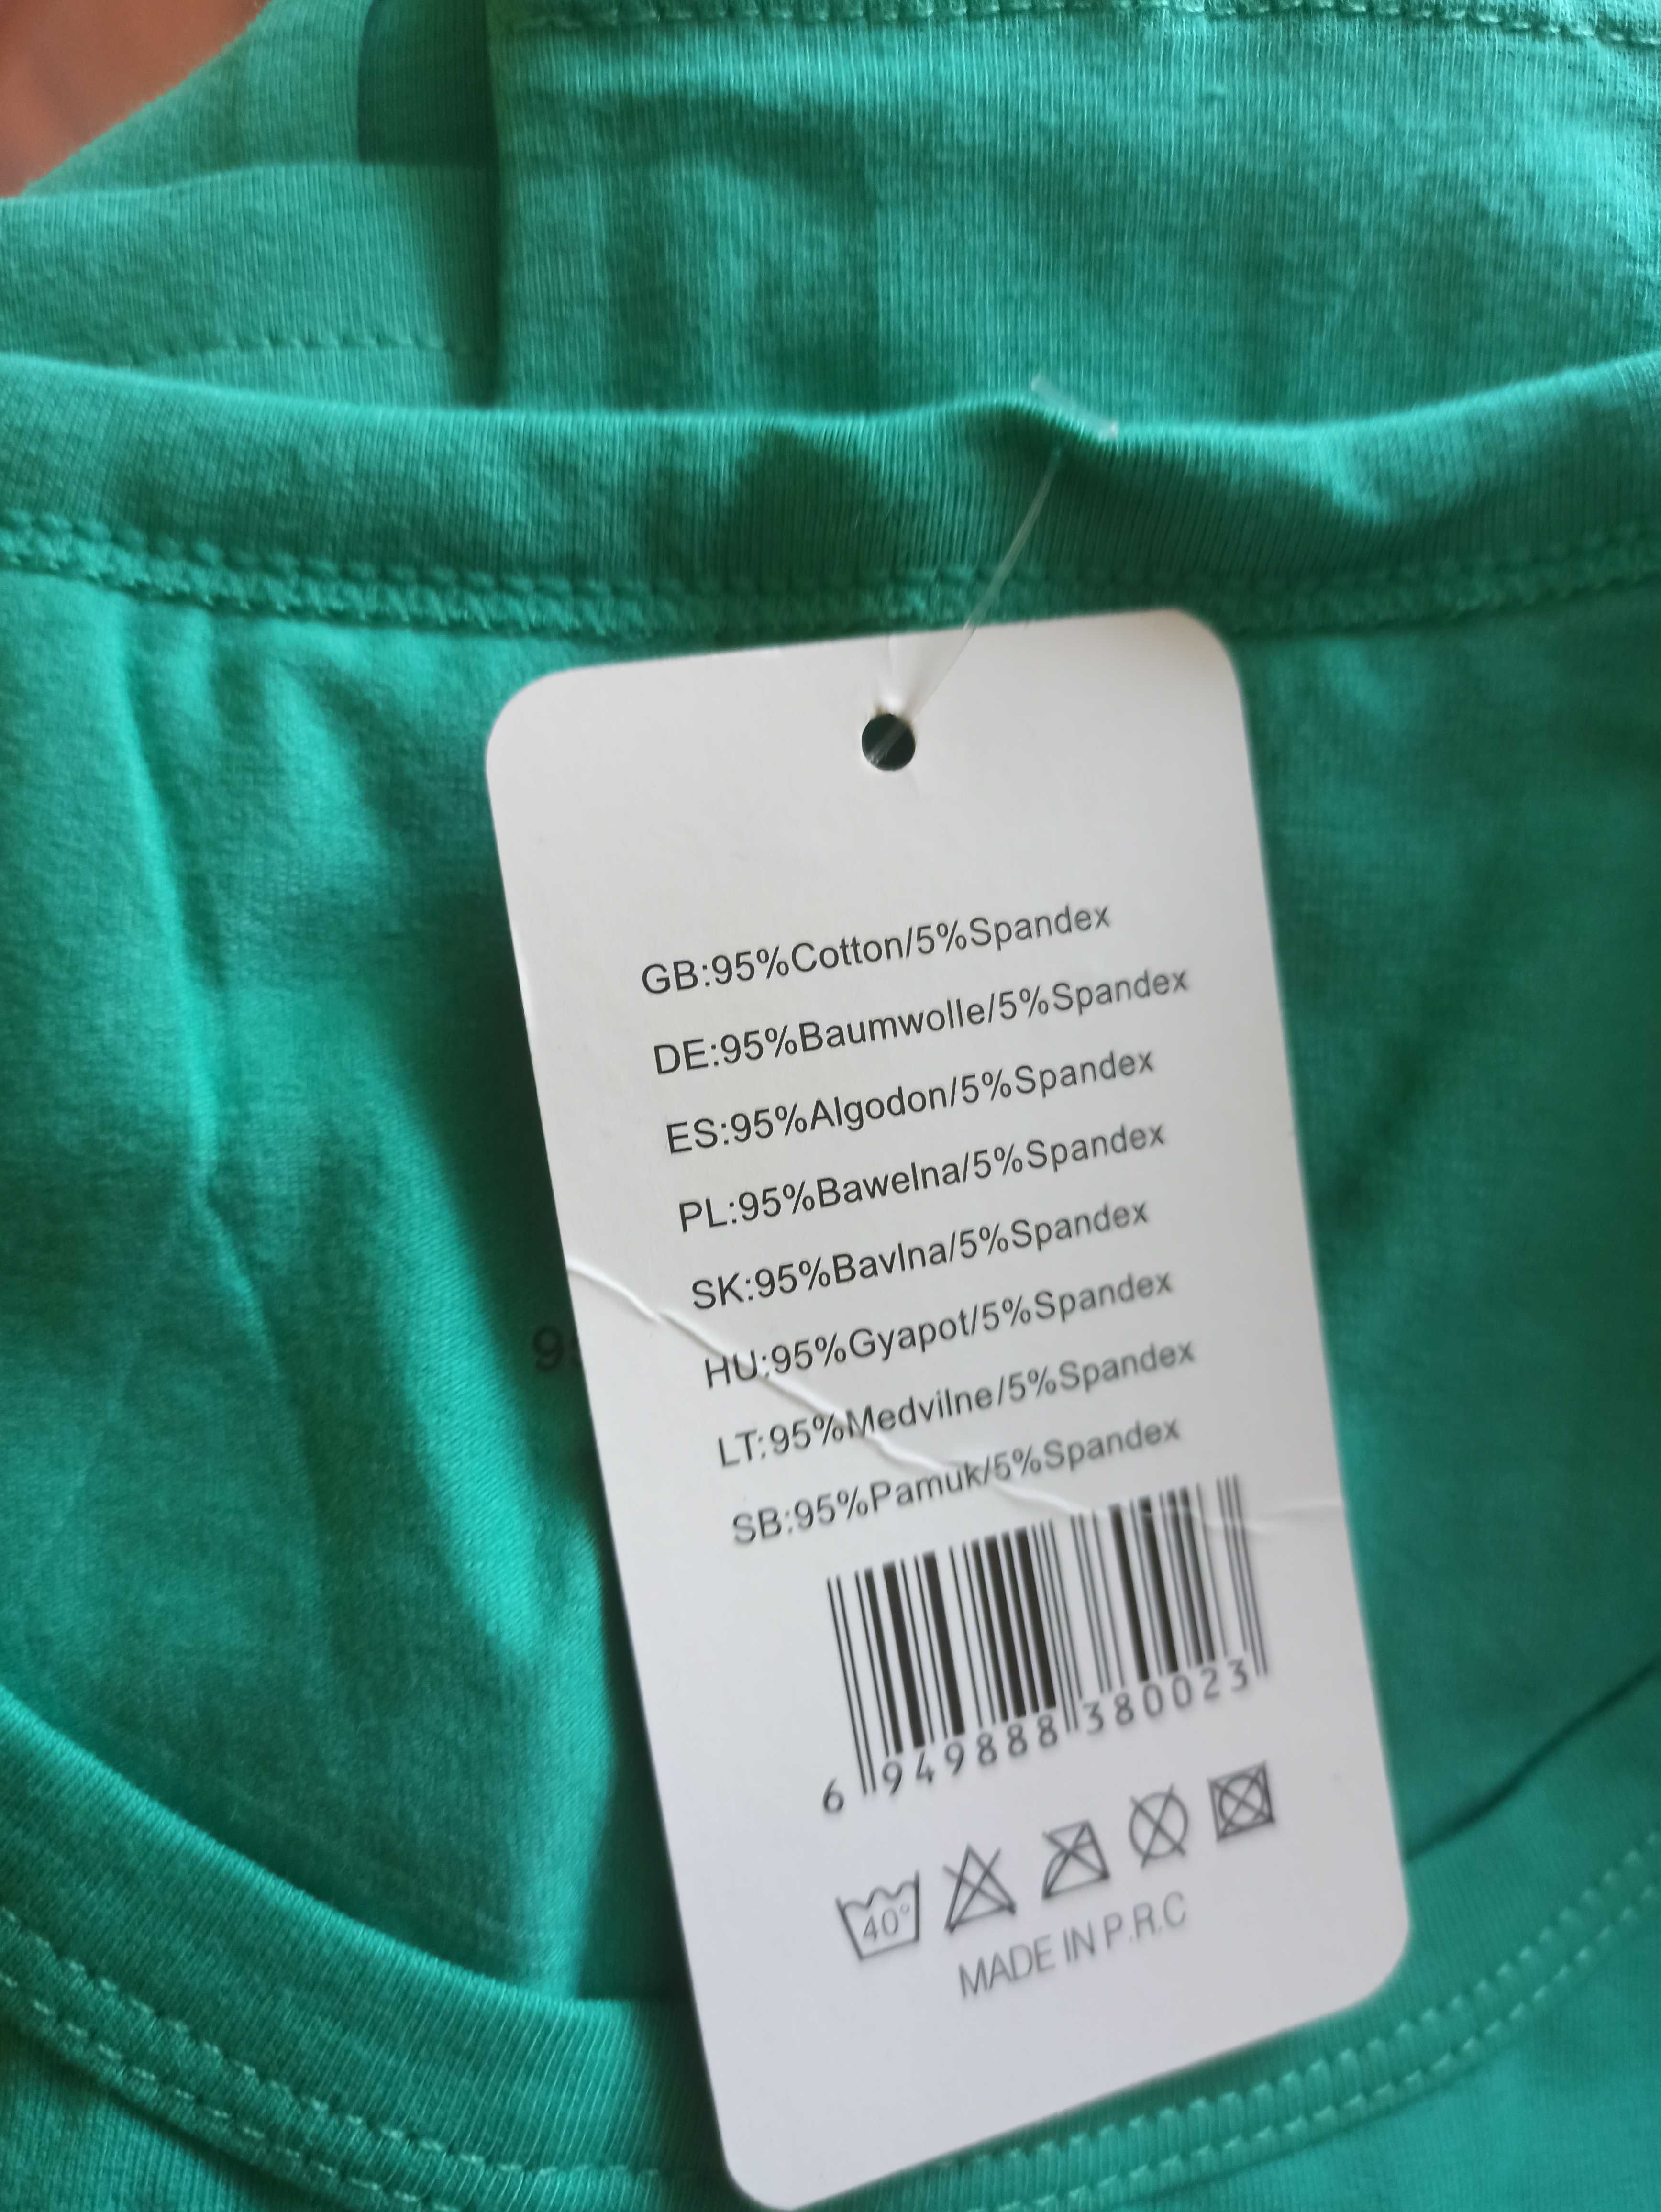 GB:95%Cotton/5%Spandex
DE:95%Baumwolle/5%Spandex
ES:95%Algodon/5%Spandex
PL:95%Bawelna/5%Spandex
SK:95%Bavlna/5%Spandex
HU:95%Gyapot/5%Spandex
LT:95%Medvilne/5%Spandex
SB:95%Pamuk/5%Spandex
6 949888 380023
40°
MADE IN P.R.C